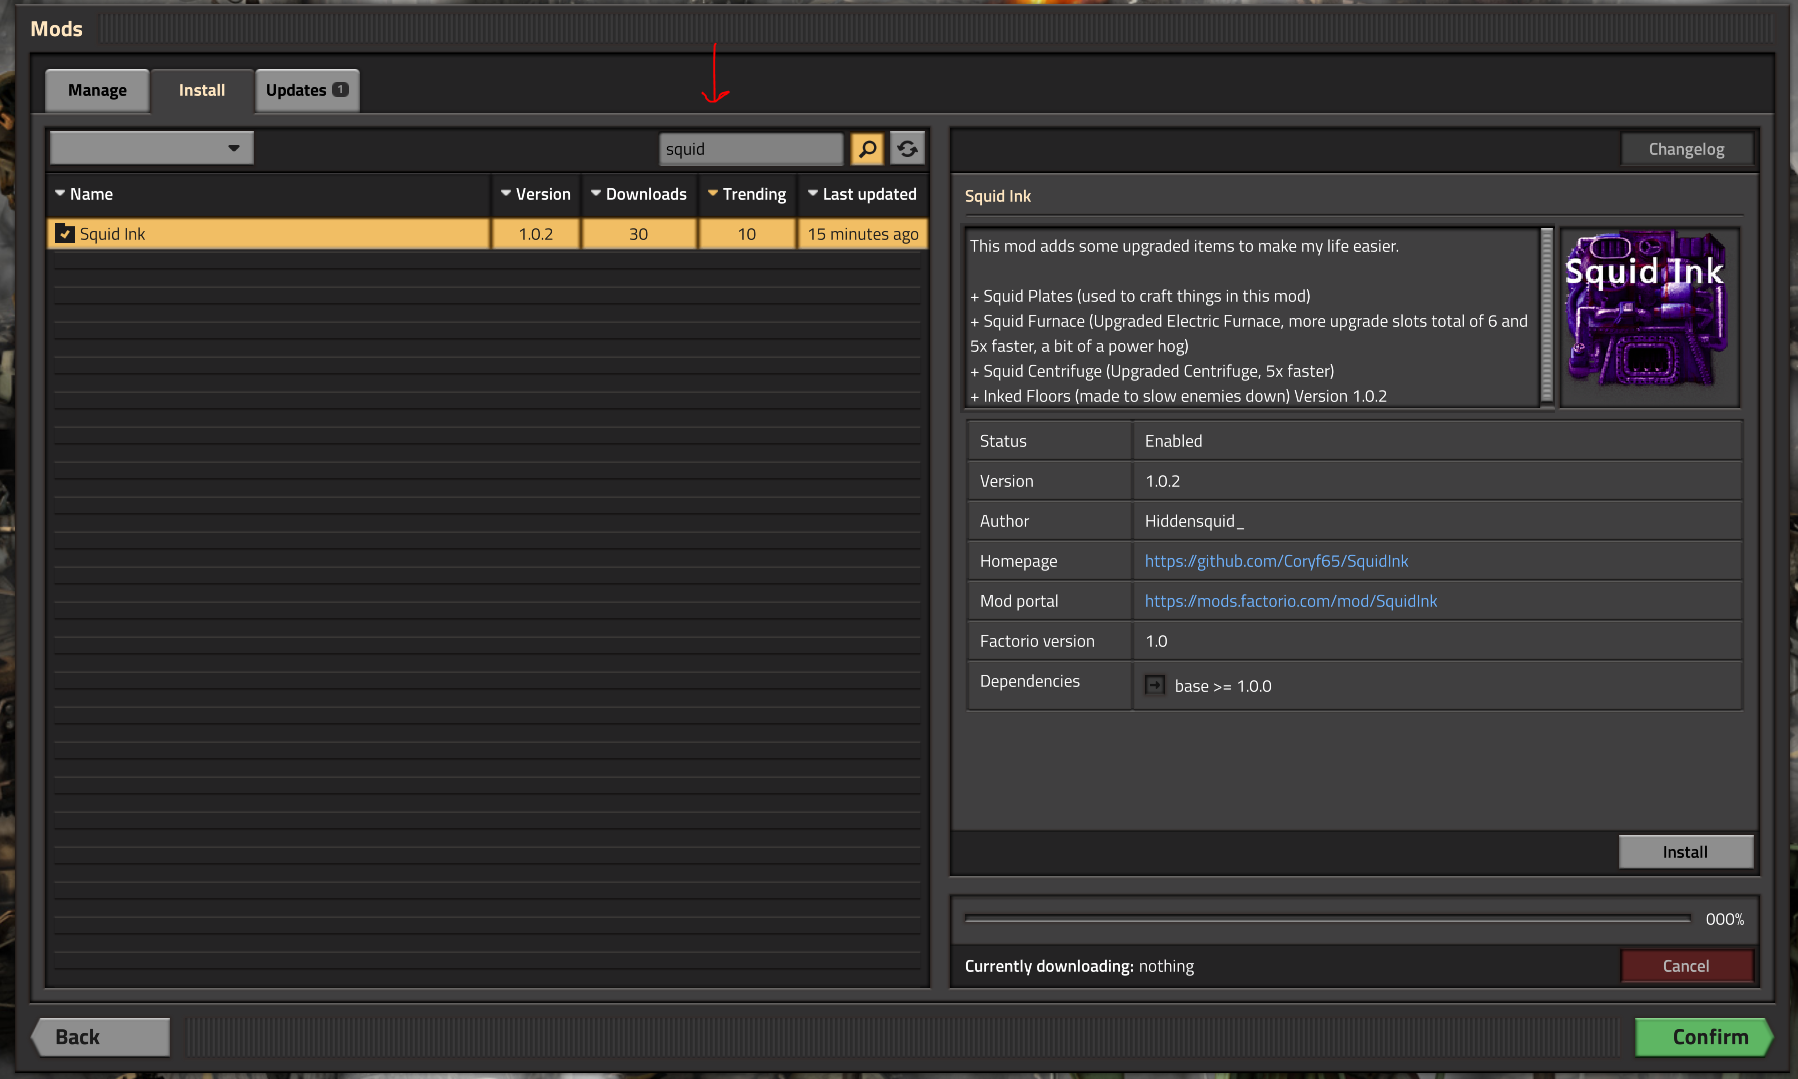 Mods
Manage
Install
Updates 1
squid
Changelog
Name
Version
Downloads
Trending
Last updated
Squid Ink
1.0.2
30
10
15 minutes ago
Squid Ink
This mod adds some upgraded items to make my life easier.
+ Squid Plates (used to craft things in this mod)
+ Squid Furnace (Upgraded Electric Furnace, more upgrade slots total of 6 and
5x faster, a bit of a power hog)
+ Squid Centrifuge (Upgraded Centrifuge, 5x faster)
+ Inked Floors (made to slow enemies down) Version 1.0.2
Squid Ink
Status Enabled
Version 1.0.2
Author Hiddensquid_
Homepage https://github.com/Coryf65/SquidInk
Mod portal https://mods.factorio.com/mod/SquidInk
Factorio version 1.0
Dependencies base >= 1.0.0
Install
000%
Currently downloading: nothing
Cancel
Back
Confirm